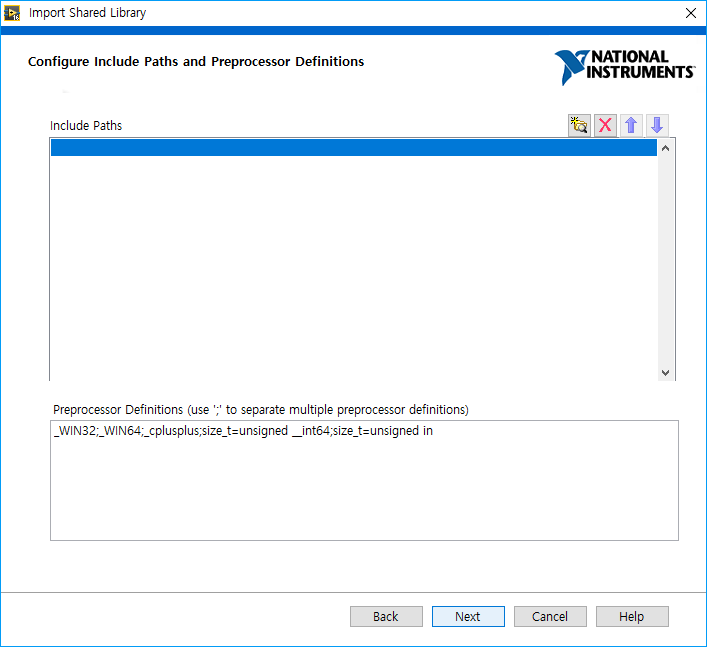 Import Shared Library
Configure Include Paths and Preprocessor Definitions
NATIONAL
INSTRUMENTS
Include Paths
Preprocessor Definitions (use ';' to separate multiple preprocessor definitions)
_WIN32;_WIN64;_cplusplus;size_t=unsigned __int64;size_t=unsigned in
Back
Next
Cancel
Help